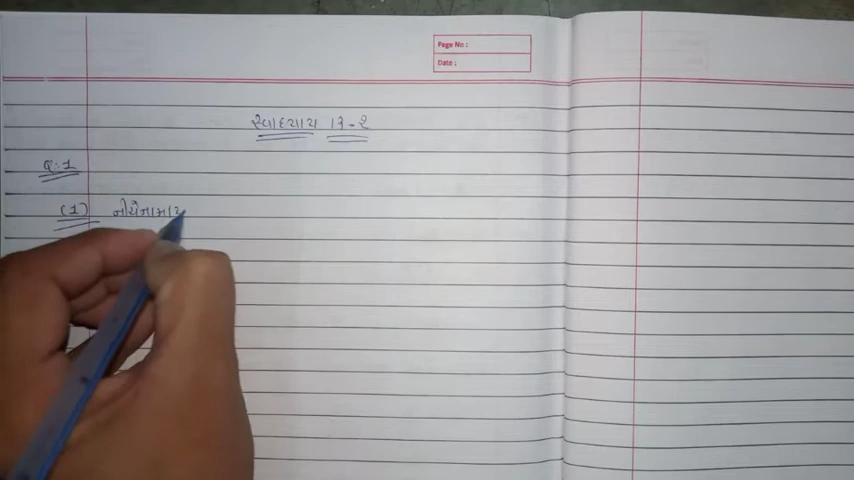 Page No :
Date :
સ્વાધ્યાય 13-2
Q:1
(1) નીચેનામાં